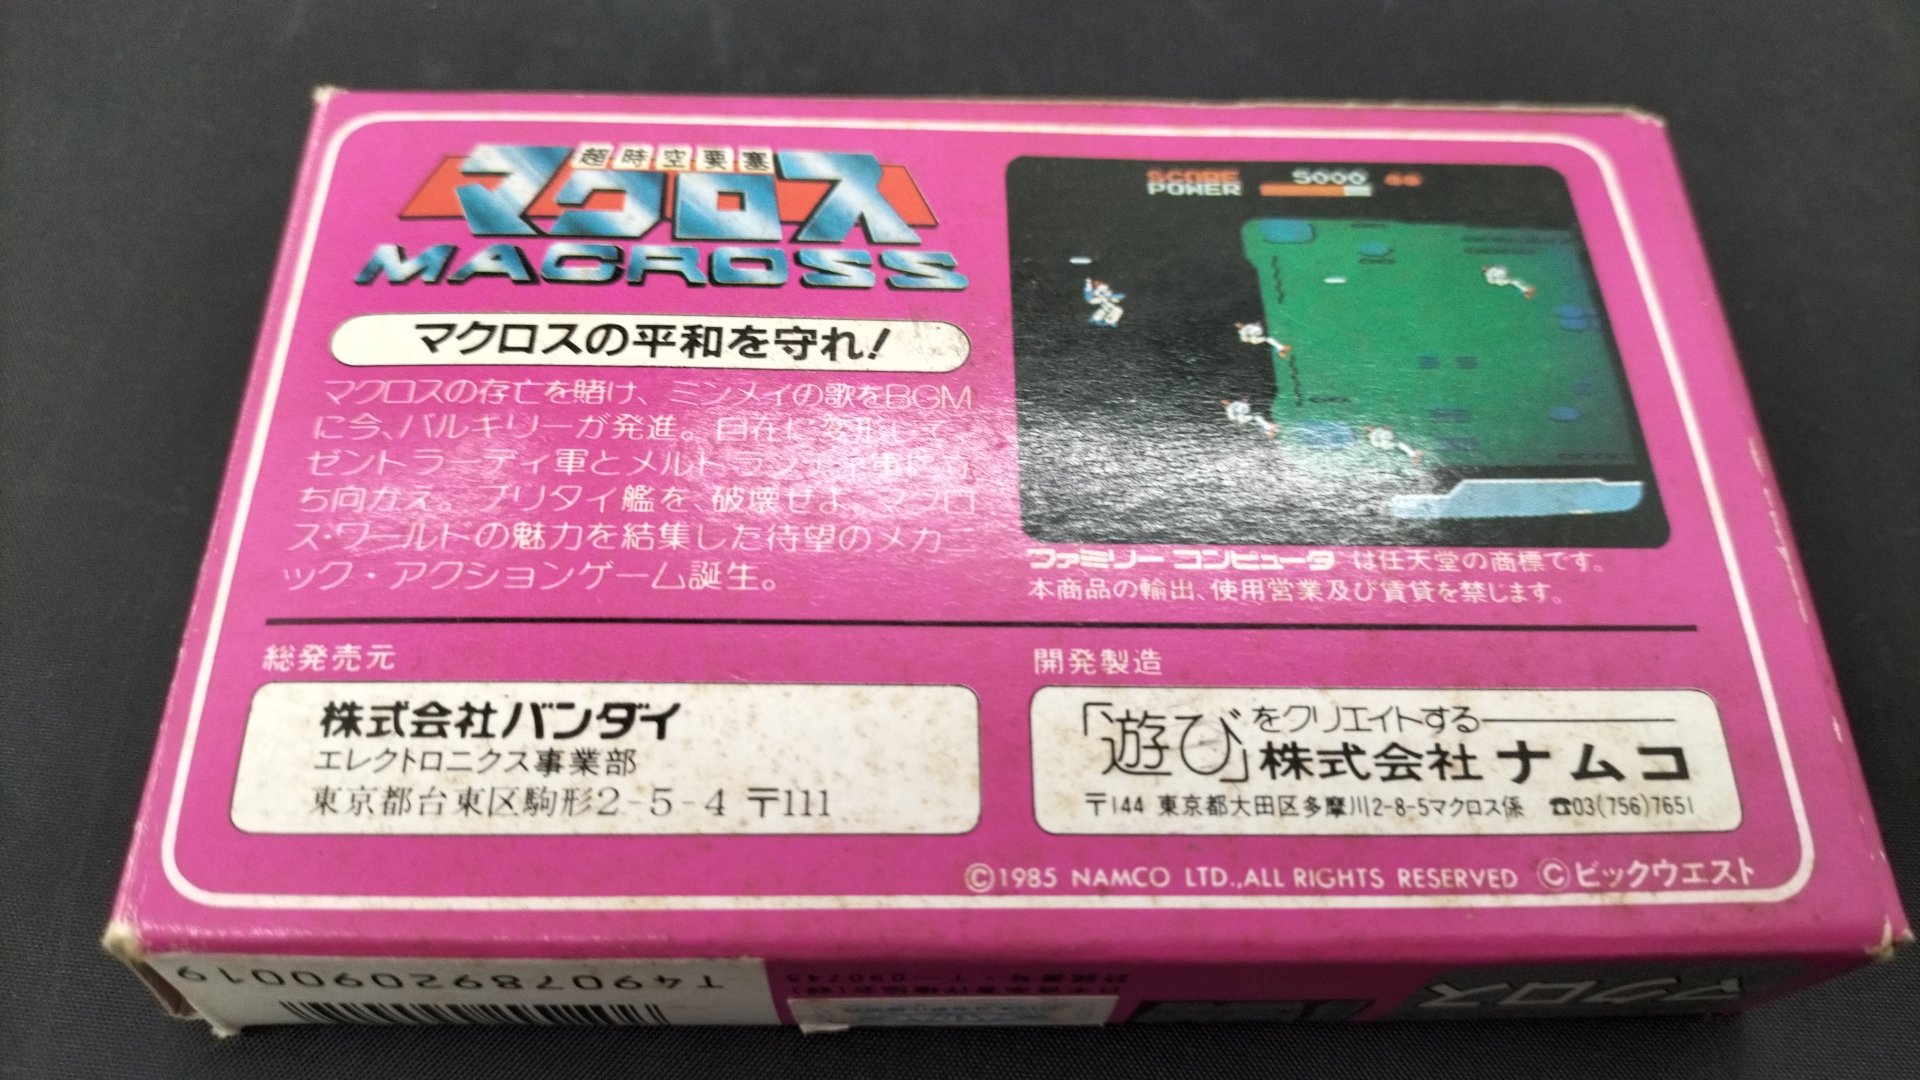 超時空要塞
マクロス
MACROSS
マクロスの平和を守れ!
マクロスの存亡を賭け、ミンメイの歌をBGM
に今、バルキリーが発進。自在に変形して、
ゼントラーディ軍とメルトランディ軍に立
ち向かえ。ブリタイ艦を、破壊せよ。マクロ
ス・ワールドの魅力を結集した待望のメカニ
ック・アクションゲーム誕生。
SCORE 5000
POWER
ファミリーコンピュータは任天堂の商標です。
本商品の輸出、使用営業及び賃貸を禁じます。
総発売元
株式会社バンダイ
エレクトロニクス事業部
東京都台東区駒形2-5-4 〒111
開発製造
「遊び」をクリエイトする
株式会社ナムコ
〒144 東京都大田区多摩川2-8-5マクロス係 ☎03(756)7651
©1985 NAMCO LTD.,ALL RIGHTS RESERVED ©ビックウエスト
T4907892090019
マクロス